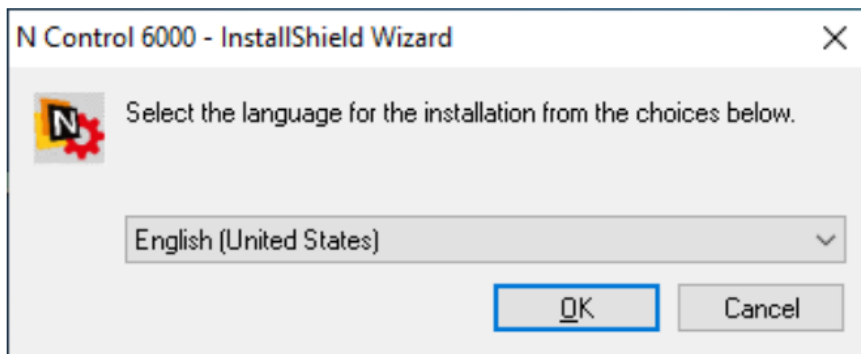 N Control 6000 - InstallShield Wizard
N
Select the language for the installation from the choices below.
English (United States)
OK
Cancel